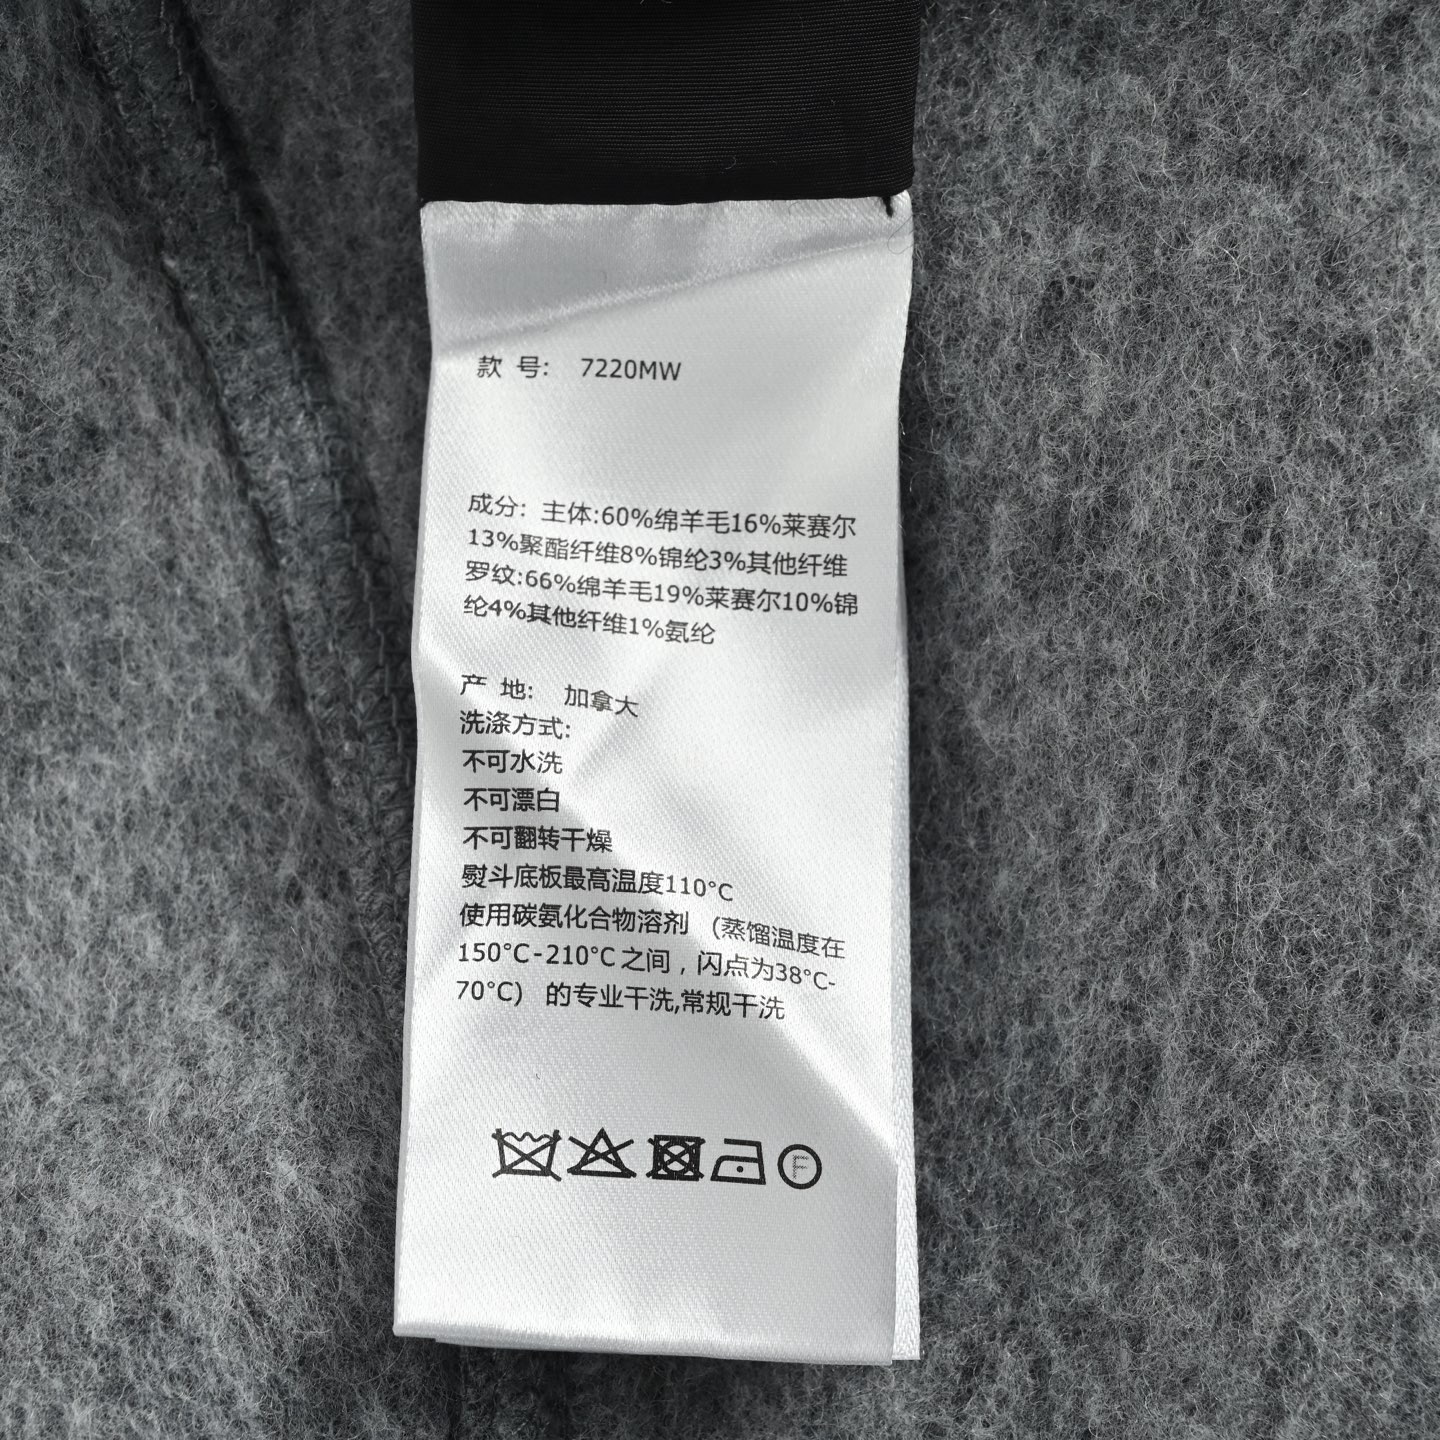 款 号: 7220MW
成分: 主体:60%绵羊毛16%莱赛尔
13%聚酯纤维8%锦纶3%其他纤维
罗纹:66%绵羊毛19%莱赛尔10%锦
纶4%其他纤维1%氨纶
产 地: 加拿大
洗涤方式:
不可水洗
不可漂白
不可翻转干燥
熨斗底板最高温度110°C
使用碳氨化合物溶剂 (蒸馏温度在
150°C-210°C之间，闪点为38°C-
70°C) 的专业干洗,常规干洗
F